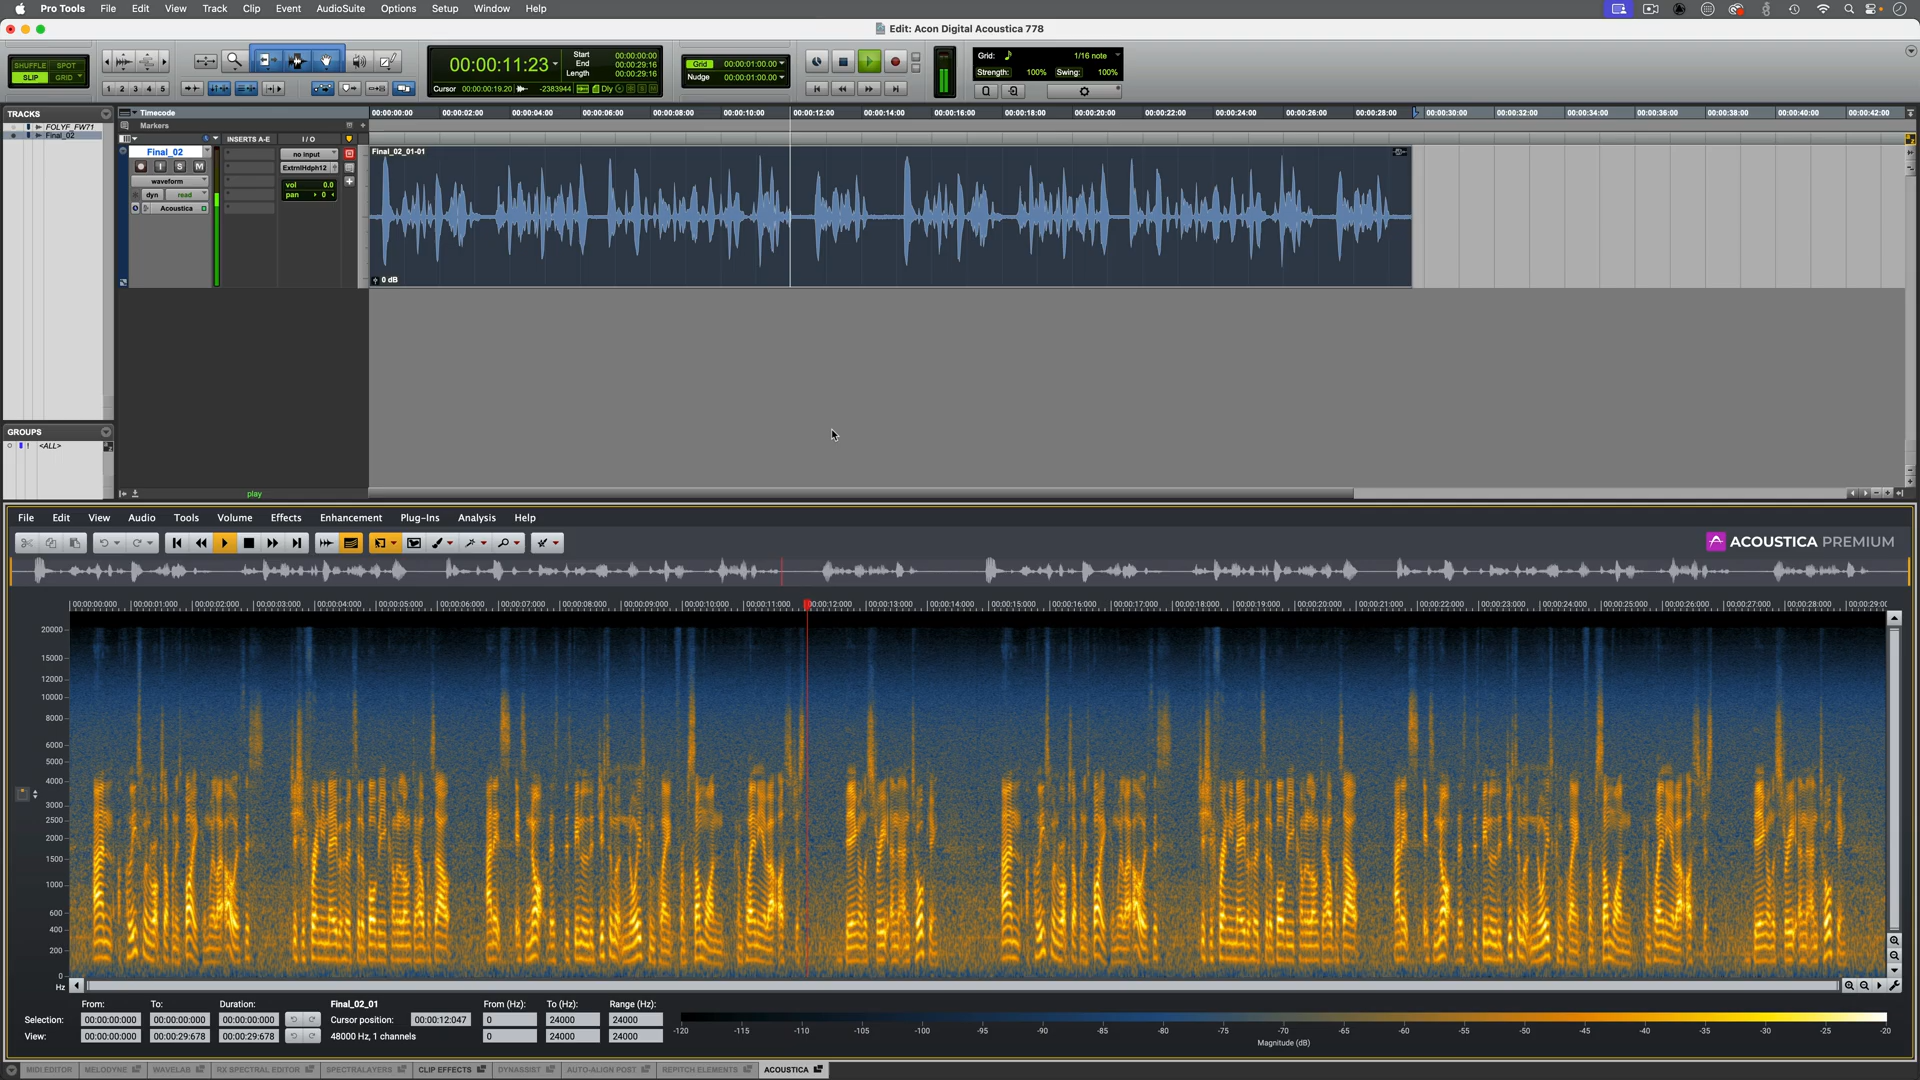 Pro Tools File Edit View Track Clip Event AudioSuite Options Setup Window Help
Edit: Acon Digital Acoustica 778
SHUFFLE SPOT
SLIP GRID
1 2 3 4 5
00:00:11:23
Start 00:00:00:00
End 00:00:29:16
Length 00:00:29:16
Cursor 00:00:00:19.20 -2383944 Dly
Grid 00:00:01:00.00
Nudge 00:00:01:00.00
Grid: 1/16 note
Strength: 100% Swing: 100%
TRACKS
FOLYF_FW71
Final_02
GROUPS
<ALL>
Timecode
Markers
00:00:00:00 00:00:02:00 00:00:04:00 00:00:06:00 00:00:08:00 00:00:10:00 00:00:12:00 00:00:14:00 00:00:16:00 00:00:18:00 00:00:20:00 00:00:22:00 00:00:24:00 00:00:26:00 00:00:28:00 00:00:30:00 00:00:32:00 00:00:34:00 00:00:36:00 00:00:38:00 00:00:40:00 00:00:42:00
INSERTS A-E I / O
Final_02
I S M
waveform
dyn read
Acoustica
no input
ExtrnlHdph12
vol 0.0
pan 0
Final_02_01-01
0 dB
play
File Edit View Audio Tools Volume Effects Enhancement Plug-Ins Analysis Help
ACOUSTICA PREMIUM
00:00:00:000 00:00:01:000 00:00:02:000 00:00:03:000 00:00:04:000 00:00:05:000 00:00:06:000 00:00:07:000 00:00:08:000 00:00:09:000 00:00:10:000 00:00:11:000 00:00:12:000 00:00:13:000 00:00:14:000 00:00:15:000 00:00:16:000 00:00:17:000 00:00:18:000 00:00:19:000 00:00:20:000 00:00:21:000 00:00:22:000 00:00:23:000 00:00:24:000 00:00:25:000 00:00:26:000 00:00:27:000 00:00:28:000 00:00:29:0
20000
15000
12000
10000
8000
6000
5000
4000
3000
2500
2000
1500
1000
600
400
200
0
Hz
From: To: Duration: Final_02_01 From (Hz): To (Hz): Range (Hz):
Selection: 00:00:00:000 00:00:00:000 00:00:00:000 Cursor position: 00:00:12:047 0 24000 24000
View: 00:00:00:000 00:00:29:678 00:00:29:678 48000 Hz, 1 channels 0 24000 24000
-120 -115 -110 -105 -100 -95 -90 -85 -80 -75 -70 -65 -60 -55 -50 -45 -40 -35 -30 -25 -20
Magnitude (dB)
MIDI EDITOR MELODYNE WAVELAB RX SPECTRAL EDITOR SPECTRALAYERS CLIP EFFECTS DYNASSIST AUTO-ALIGN POST REPITCH ELEMENTS ACOUSTICA